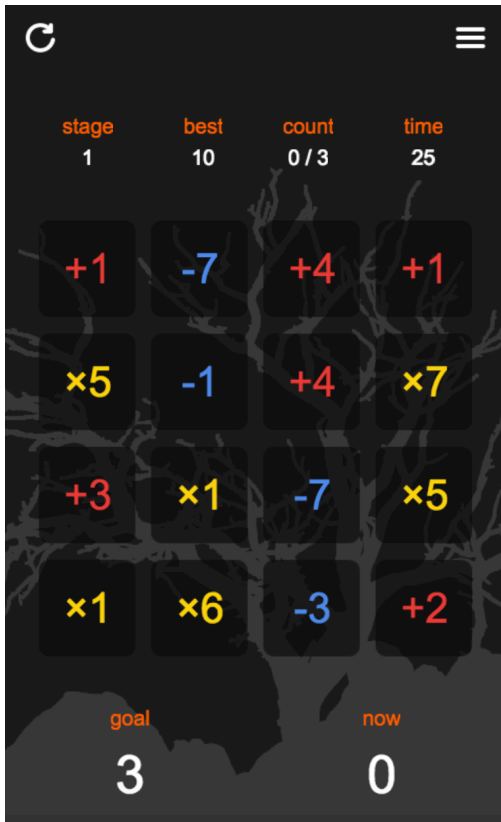 stage best count time
1 10 0 / 3 25
+1 -7 +4 +1
×5 -1 +4 ×7
+3 ×1 -7 ×5
×1 ×6 -3 +2
goal now
3 0